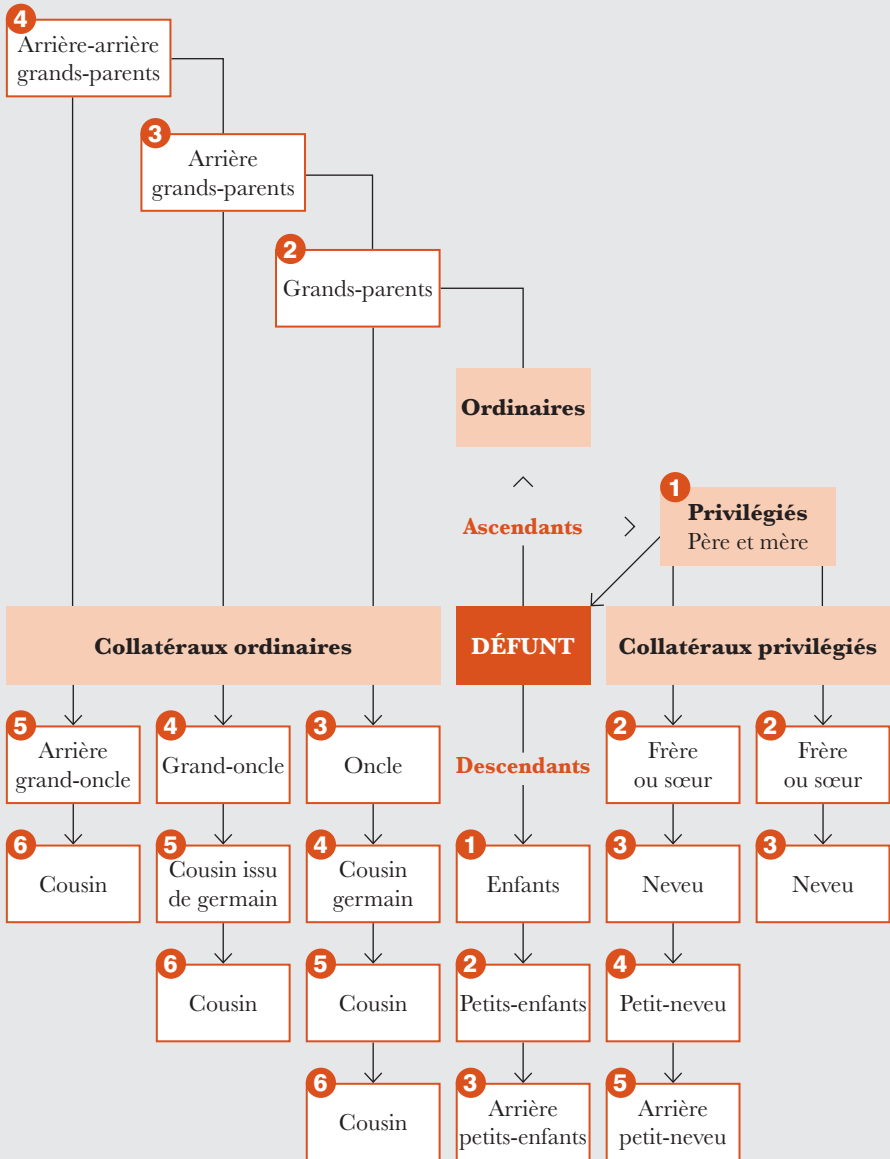 4
Arrière-arrière
grands-parents
3
Arrière
grands-parents
2
Grands-parents
Ordinaires
1
Privilégiés
Père et mère
Ascendants
Collatéraux ordinaires
DÉFUNT
Collatéraux privilégiés
5
Arrière
grand-oncle
4
Grand-oncle
3
Oncle
Descendants
2
Frère
ou sœur
2
Frère
ou sœur
6
Cousin
5
Cousin issu
de germain
4
Cousin
germain
1
Enfants
3
Neveu
3
Neveu
6
Cousin
5
Cousin
2
Petits-enfants
4
Petit-neveu
6
Cousin
3
Arrière
petits-enfants
5
Arrière
petit-neveu